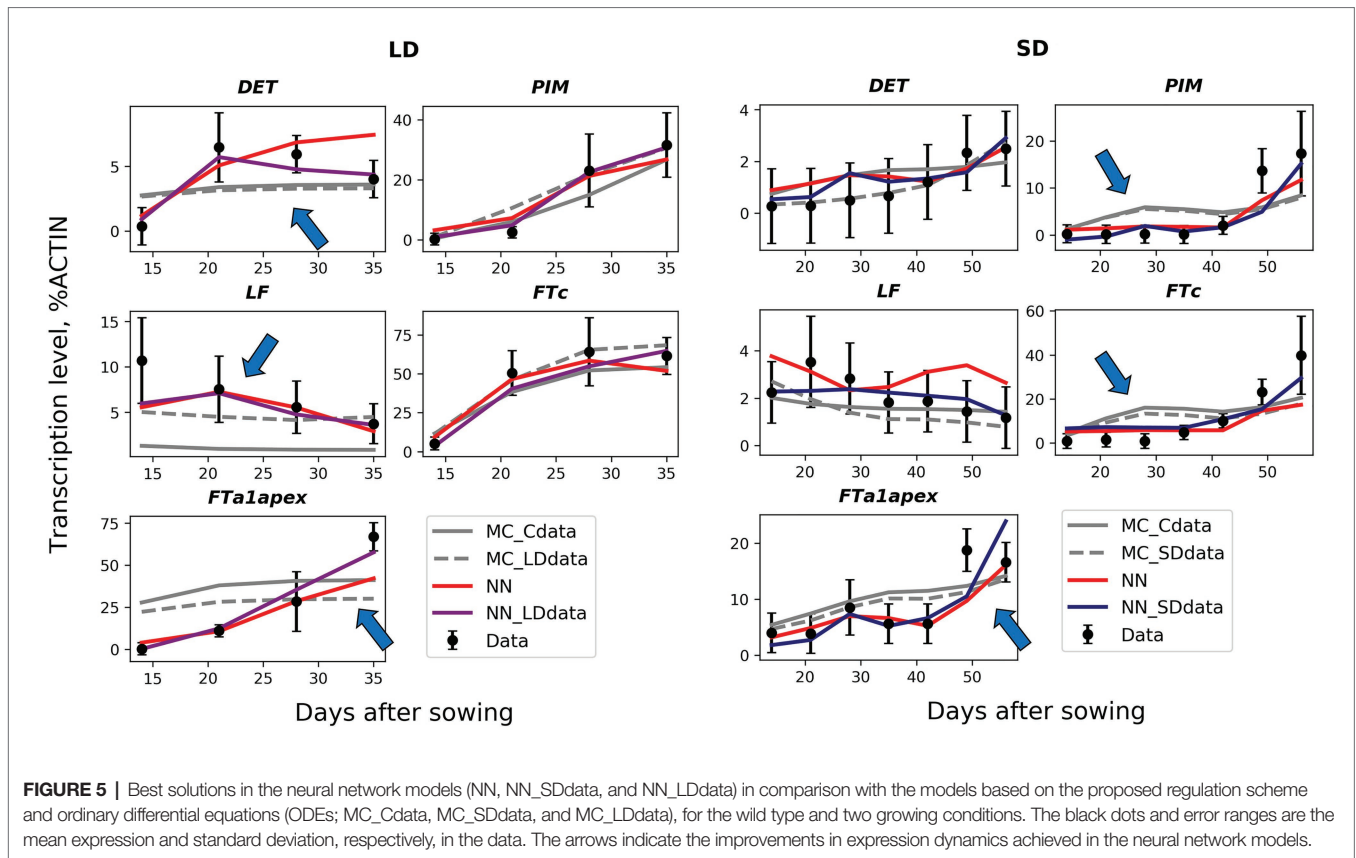 LD
SD
DET
PIM
DET
PIM
5
0
15 20 25 30 35
40
20
0
15 20 25 30 35
4
2
0
20 30 40 50
20
10
0
20 30 40 50
LF
FTc
LF
FTc
15
10
5
15 20 25 30 35
75
50
25
0
15 20 25 30 35
4
2
0
20 30 40 50
60
40
20
0
20 30 40 50
Transcription level, %ACTIN
FTa1apex
FTa1apex
75
50
25
0
15 20 25 30 35
MC_Cdata
MC_LDdata
NN
NN_LDdata
Data
20
10
0
20 30 40 50
MC_Cdata
MC_SDdata
NN
NN_SDdata
Data
Days after sowing
Days after sowing
FIGURE 5 | Best solutions in the neural network models (NN, NN_SDdata, and NN_LDdata) in comparison with the models based on the proposed regulation scheme
and ordinary differential equations (ODEs; MC_Cdata, MC_SDdata, and MC_LDdata), for the wild type and two growing conditions. The black dots and error ranges are the
mean expression and standard deviation, respectively, in the data. The arrows indicate the improvements in expression dynamics achieved in the neural network models.